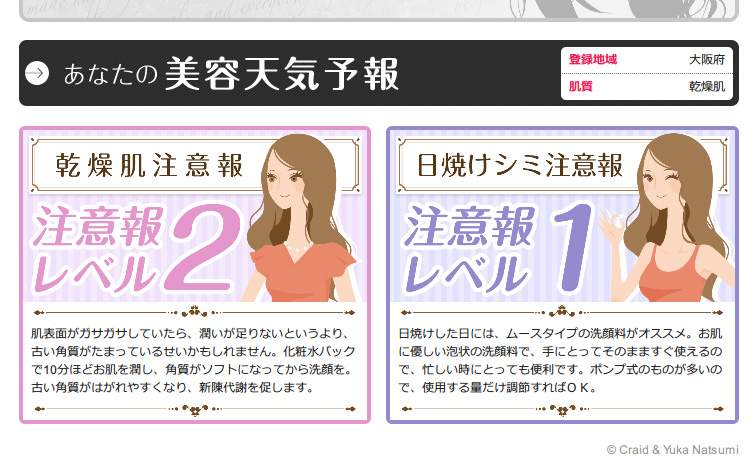 あなたの美容天気予報
登録地域 大阪府
肌質 乾燥肌
乾燥肌注意報
注意報
レベル2
肌表面がガサガサしていたら、潤いが足りないというより、
古い角質がたまっているせいかもしれません。化粧水パック
で10分ほどお肌を潤し、角質がソフトになってから洗顔を。
古い角質がはがれやすくなり、新陳代謝を促します。
日焼けシミ注意報
注意報
レベル1
日焼けした日には、ムースタイプの洗顔料がオススメ。お肌
に優しい泡状の洗顔料で、手にとってそのまますぐ使えるの
で、忙しい時にとっても便利です。ポンプ式のものが多いの
で、使用する量だけ調節すればＯＫ。
© Craid & Yuka Natsumi